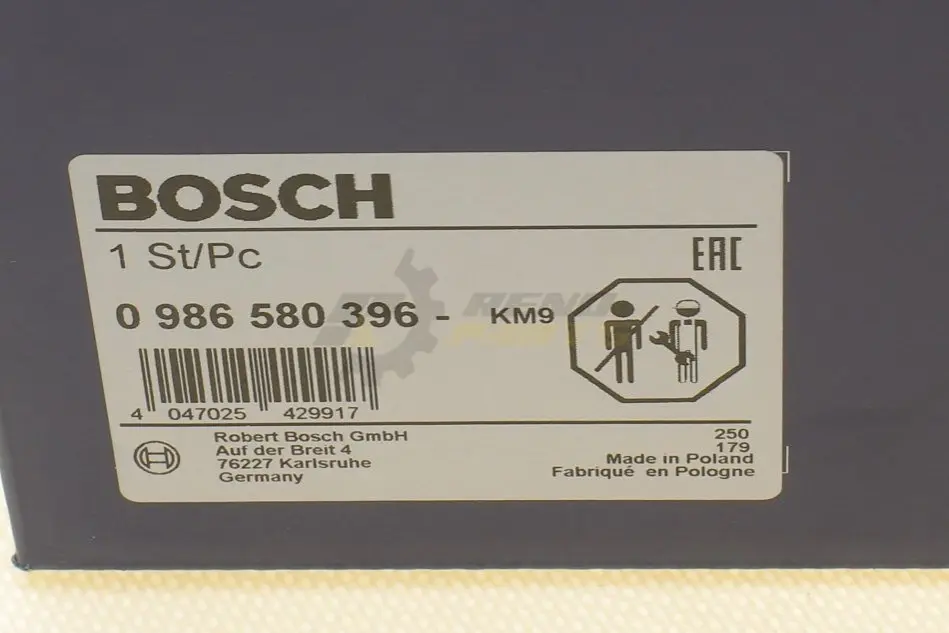 BOSCH
1 St/Pc
EAC
0 986 580 396 - KM9
4 047025 429917
Robert Bosch GmbH
Auf der Breit 4
76227 Karlsruhe
Germany
250
179
Made in Poland
Fabriqué en Pologne